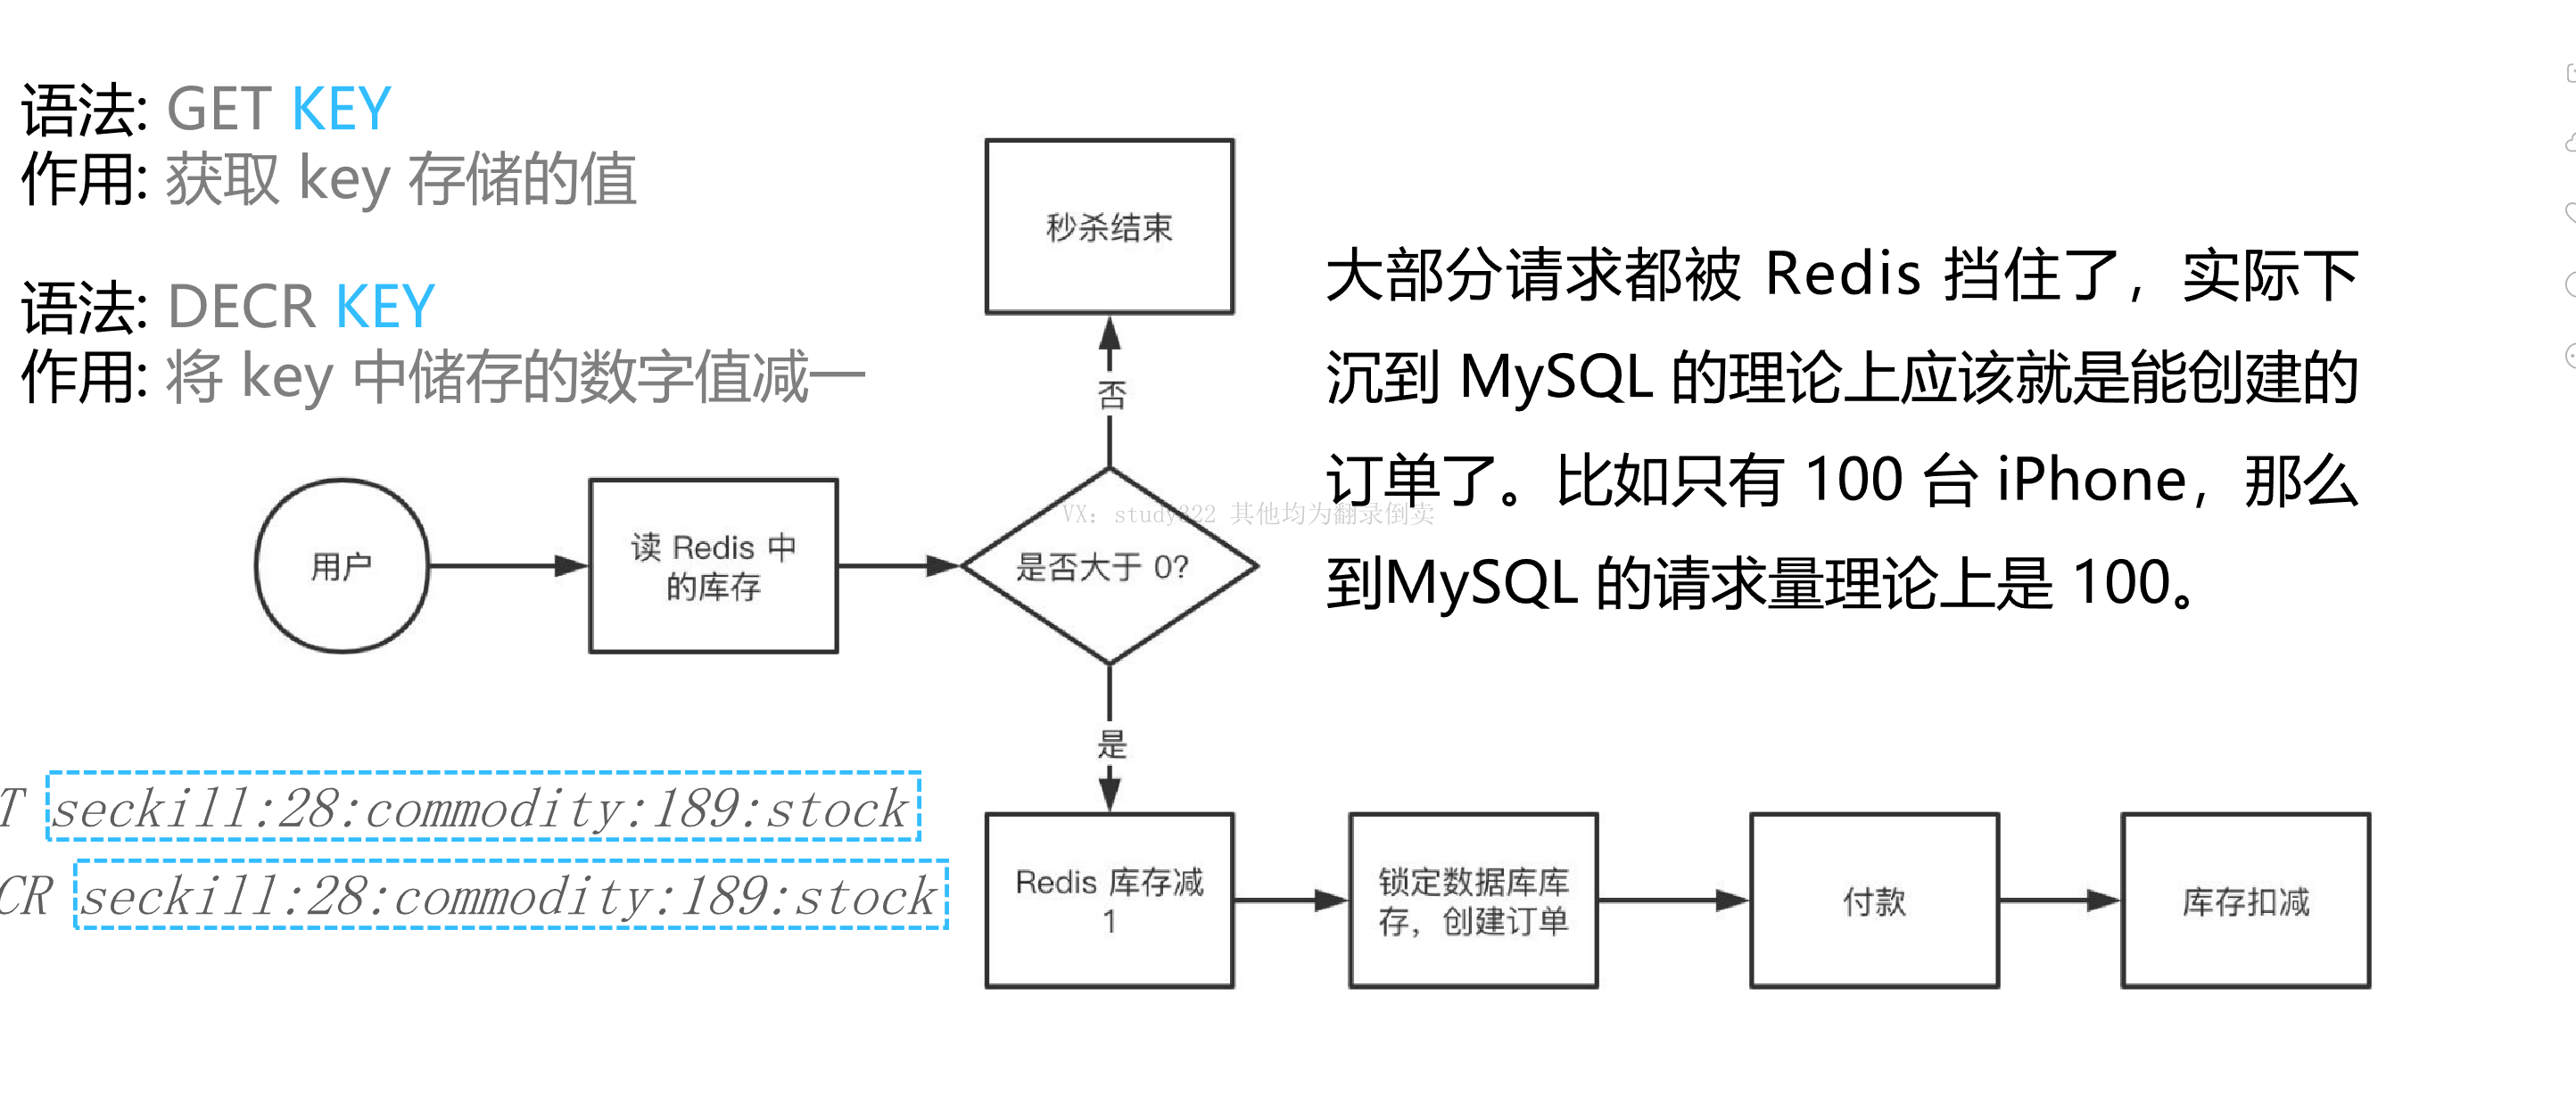 语法: GET KEY
作用: 获取 key 存储的值
语法: DECR KEY
作用: 将 key 中储存的数字值减一
秒杀结束
否
大部分请求都被 Redis 挡住了，实际下
沉到 MySQL 的理论上应该就是能创建的
订单了。比如只有 100 台 iPhone，那么
到MySQL 的请求量理论上是 100。
VX: study322 其他均为翻录倒卖
用户
读 Redis 中
的库存
是否大于 0?
是
T seckill:28:commodity:189:stock
CR seckill:28:commodity:189:stock
Redis 库存减
1
锁定数据库库
存，创建订单
付款
库存扣减